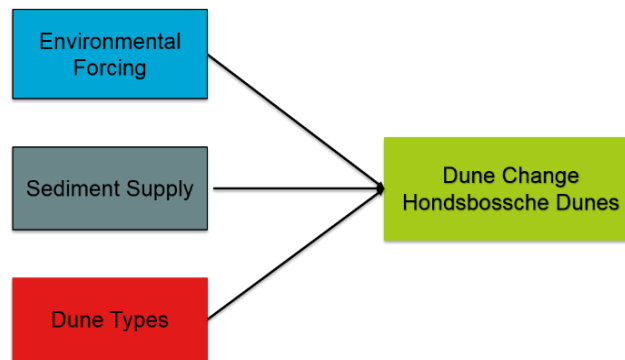 Environmental
Forcing
Sediment Supply
Dune Types
Dune Change
Hondsbossche Dunes